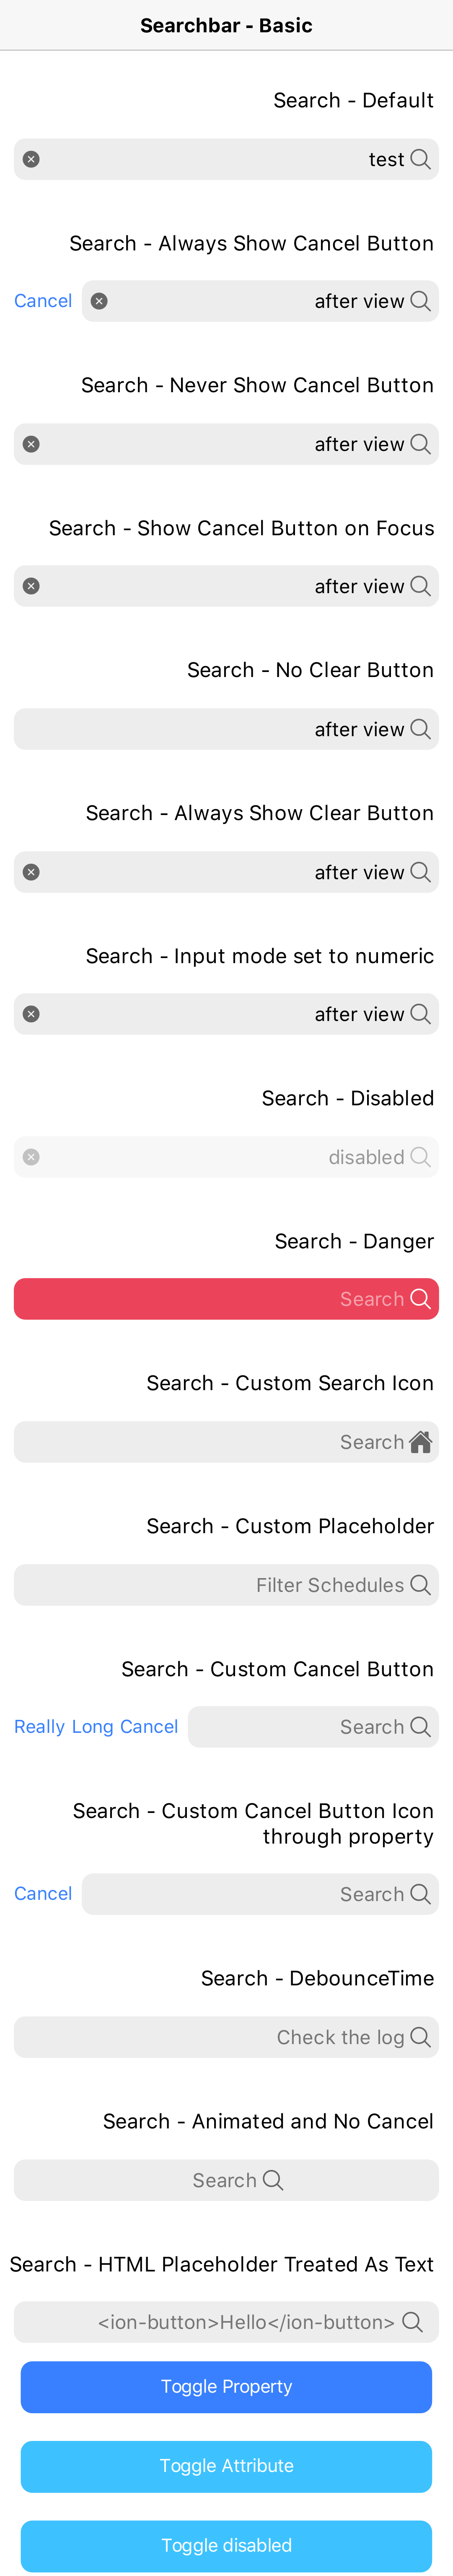 Searchbar - Basic
Search - Default
test
Search - Always Show Cancel Button
Cancel
after view
Search - Never Show Cancel Button
after view
Search - Show Cancel Button on Focus
after view
Search - No Clear Button
after view
Search - Always Show Clear Button
after view
Search - Input mode set to numeric
after view
Search - Disabled
disabled
Search - Danger
Search
Search - Custom Search Icon
Search
Search - Custom Placeholder
Filter Schedules
Search - Custom Cancel Button
Really Long Cancel
Search
Search - Custom Cancel Button Icon
through property
Cancel
Search
Search - DebounceTime
Check the log
Search - Animated and No Cancel
Search
Search - HTML Placeholder Treated As Text
<ion-button>Hello</ion-button>
Toggle Property
Toggle Attribute
Toggle disabled